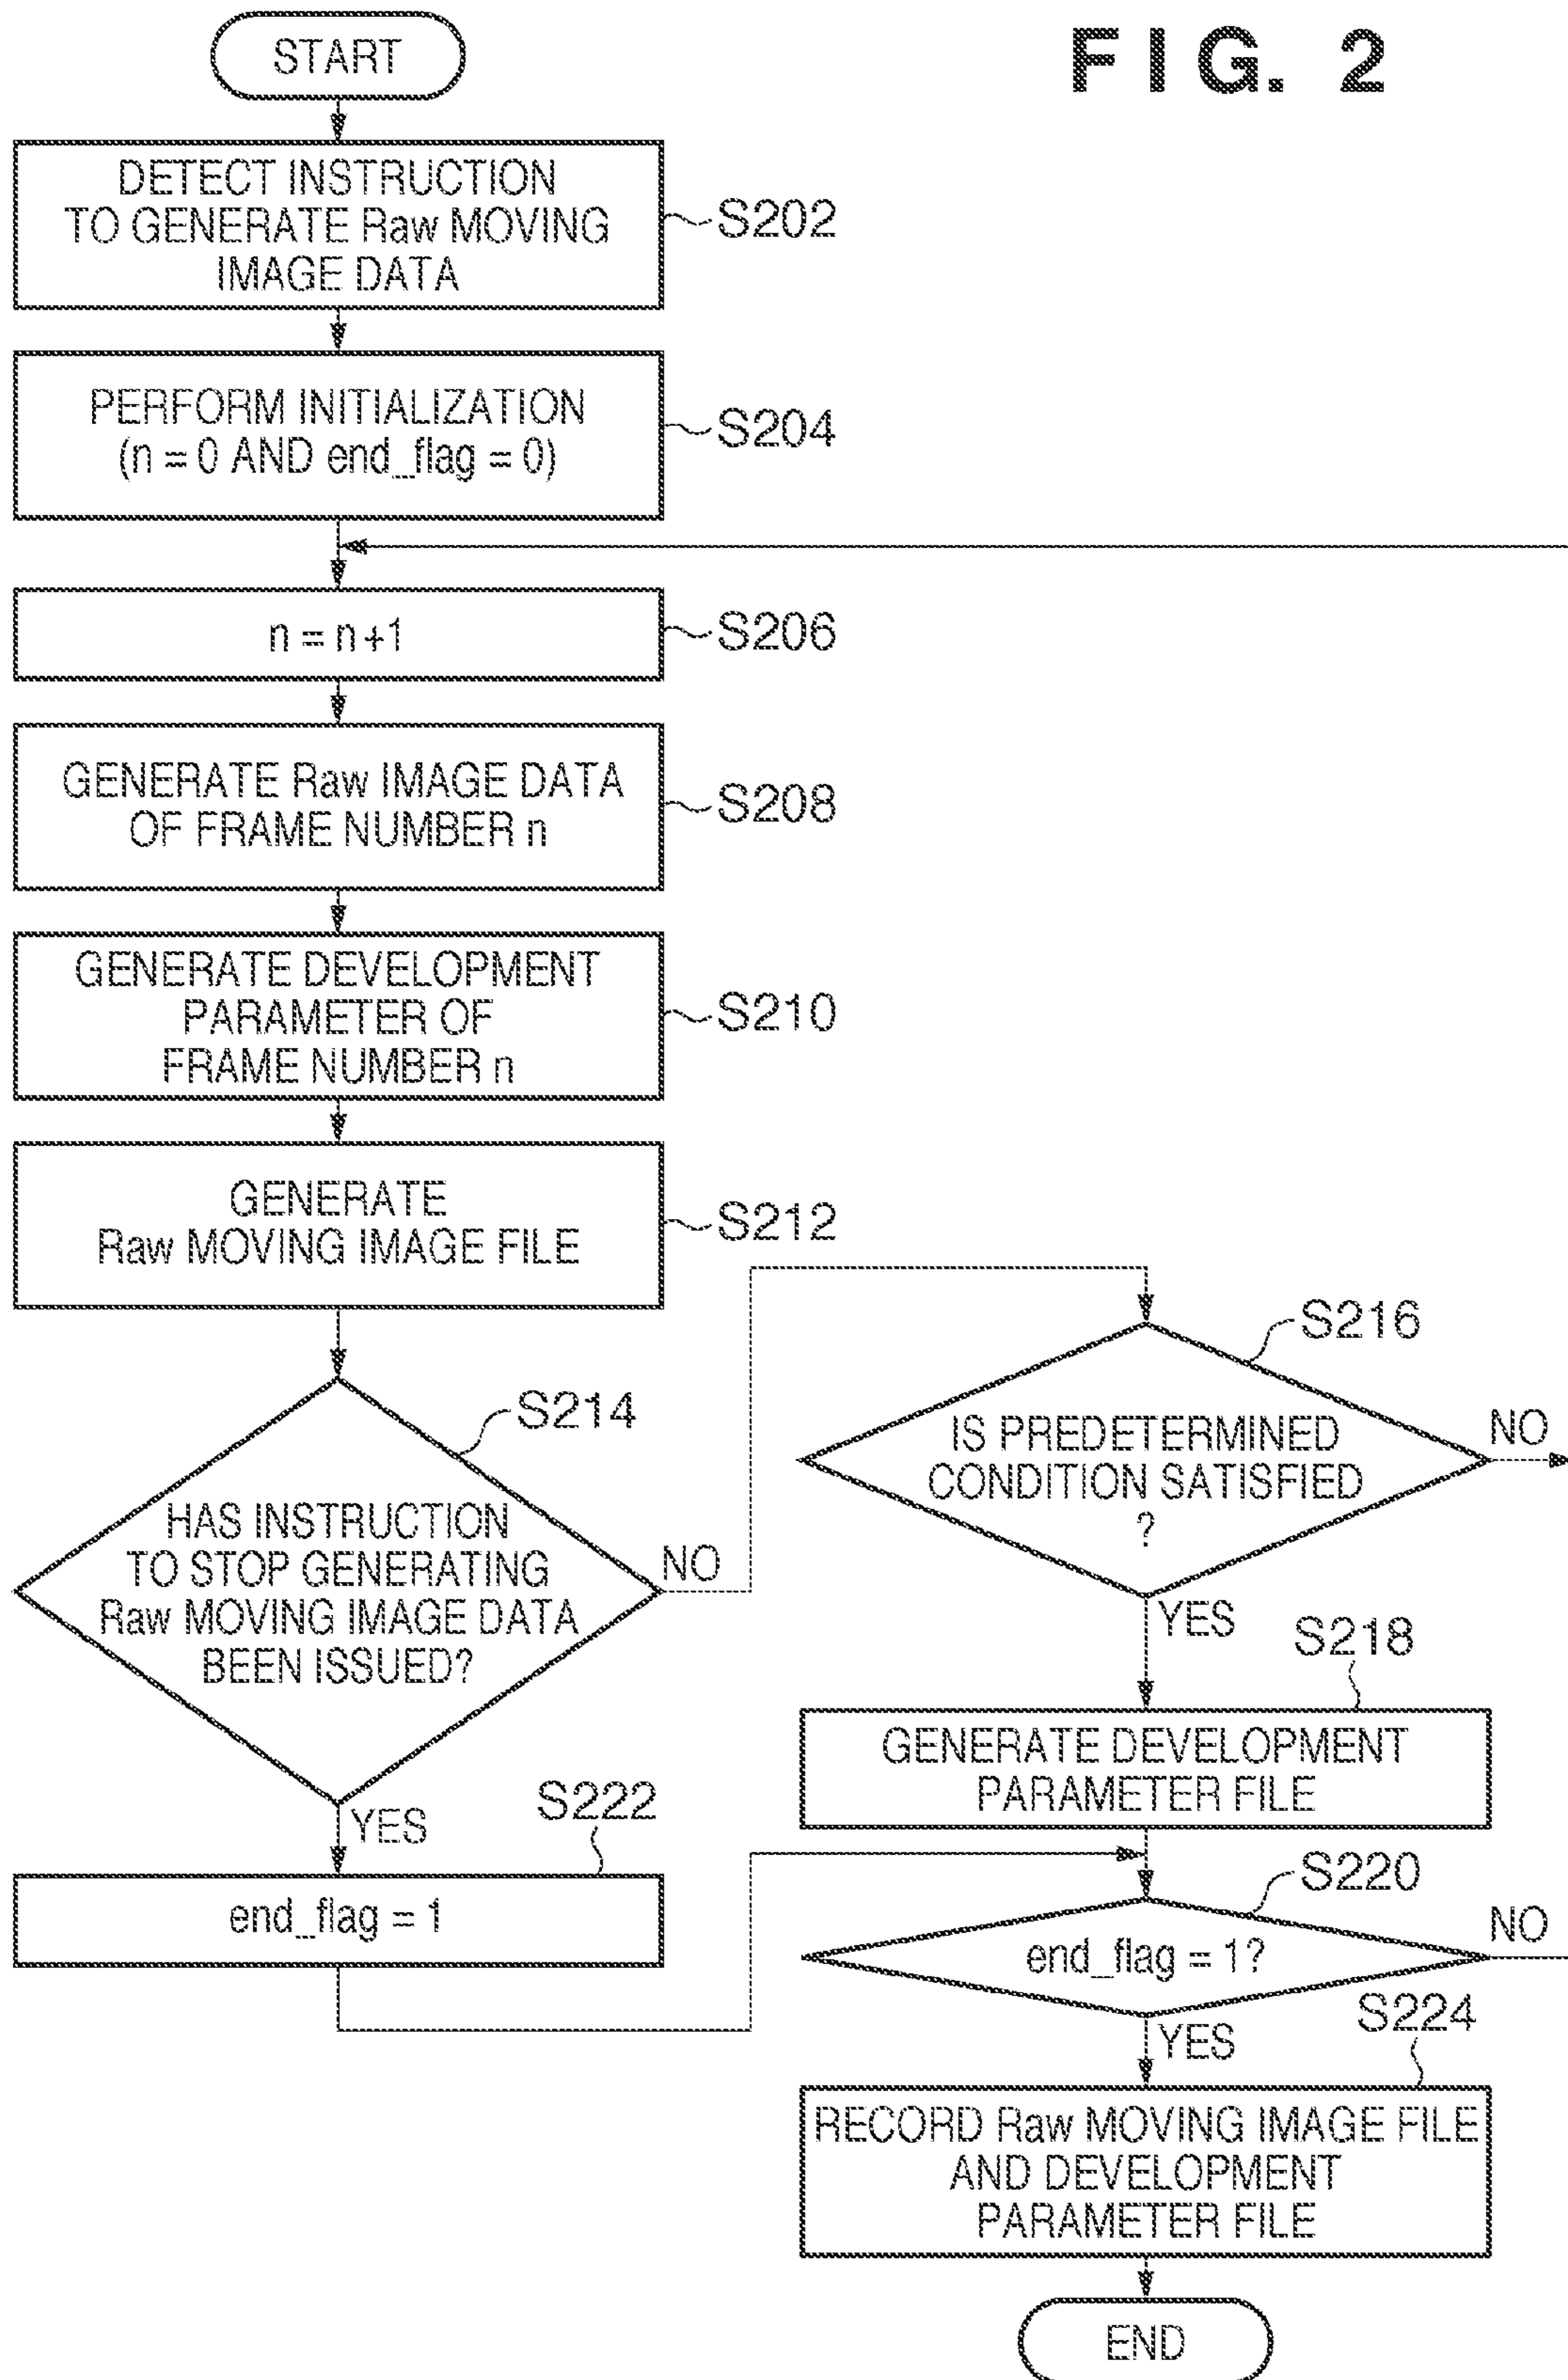 FIG. 2
START
DETECT INSTRUCTION
TO GENERATE Raw MOVING
IMAGE DATA
S202
PERFORM INITIALIZATION
(n = 0 AND end_flag = 0)
S204
n = n+1
S206
GENERATE Raw IMAGE DATA
OF FRAME NUMBER n
S208
GENERATE DEVELOPMENT
PARAMETER OF
FRAME NUMBER n
S210
GENERATE
Raw MOVING IMAGE FILE
S212
S214
HAS INSTRUCTION
TO STOP GENERATING
Raw MOVING IMAGE DATA
BEEN ISSUED?
NO
YES
S222
end_flag = 1
S216
IS PREDETERMINED
CONDITION SATISFIED
?
NO
YES
S218
GENERATE DEVELOPMENT
PARAMETER FILE
S220
end_flag = 1?
NO
YES
S224
RECORD Raw MOVING IMAGE FILE
AND DEVELOPMENT
PARAMETER FILE
END